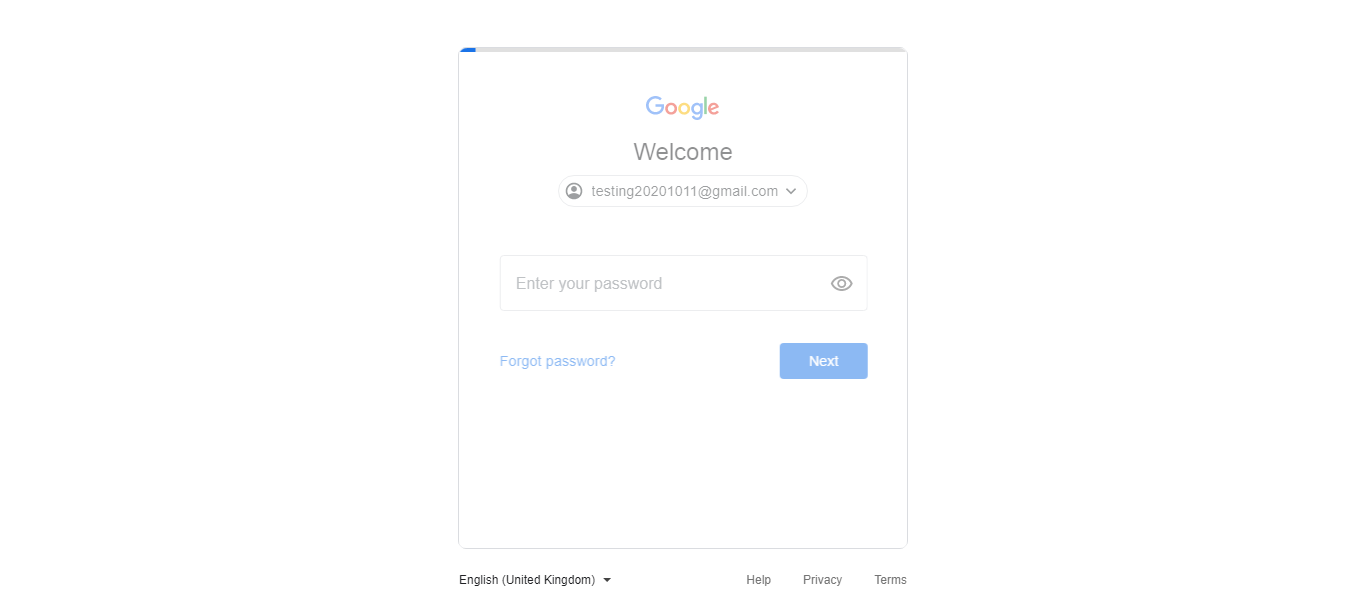 Google
Welcome
testing20201011@gmail.com
Enter your password
Forgot password?
Next
English (United Kingdom)
Help
Privacy
Terms